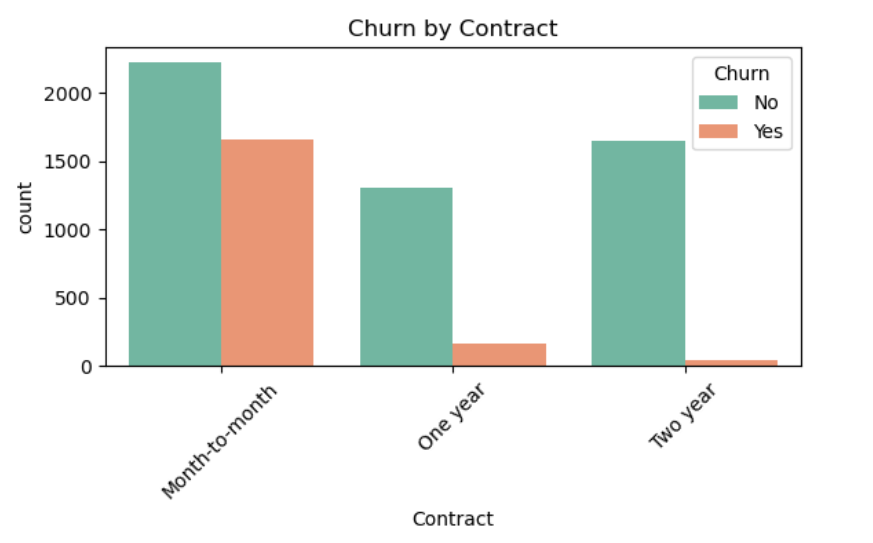 Churn by Contract
Churn
No
Yes
2000
1500
1000
500
0
count
Month-to-month
One year
Two year
Contract